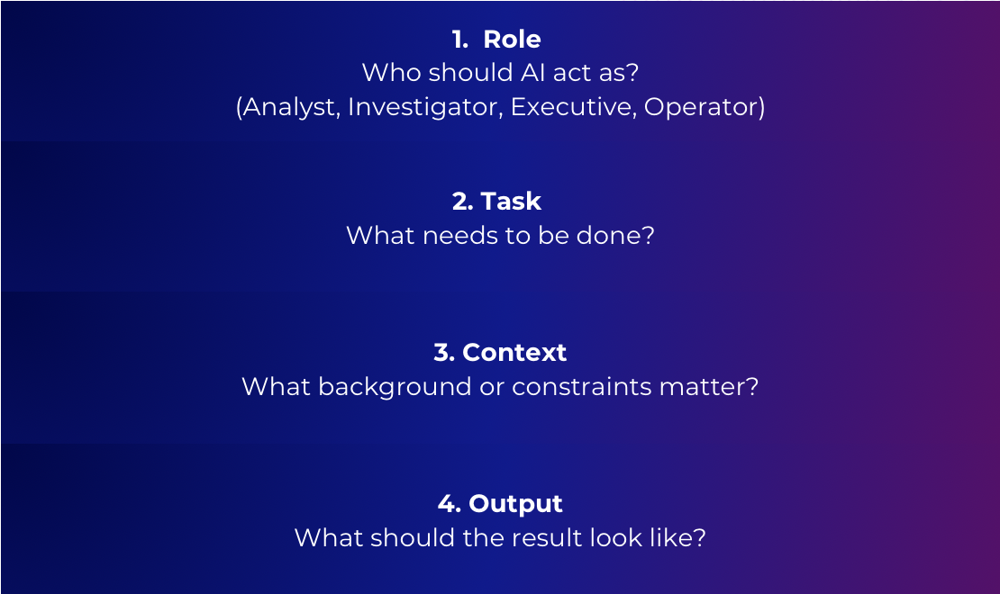 1.  Role
Who should AI act as?
(Analyst, Investigator, Executive, Operator)
2. Task
What needs to be done?
3. Context
What background or constraints matter?
4. Output
What should the result look like?